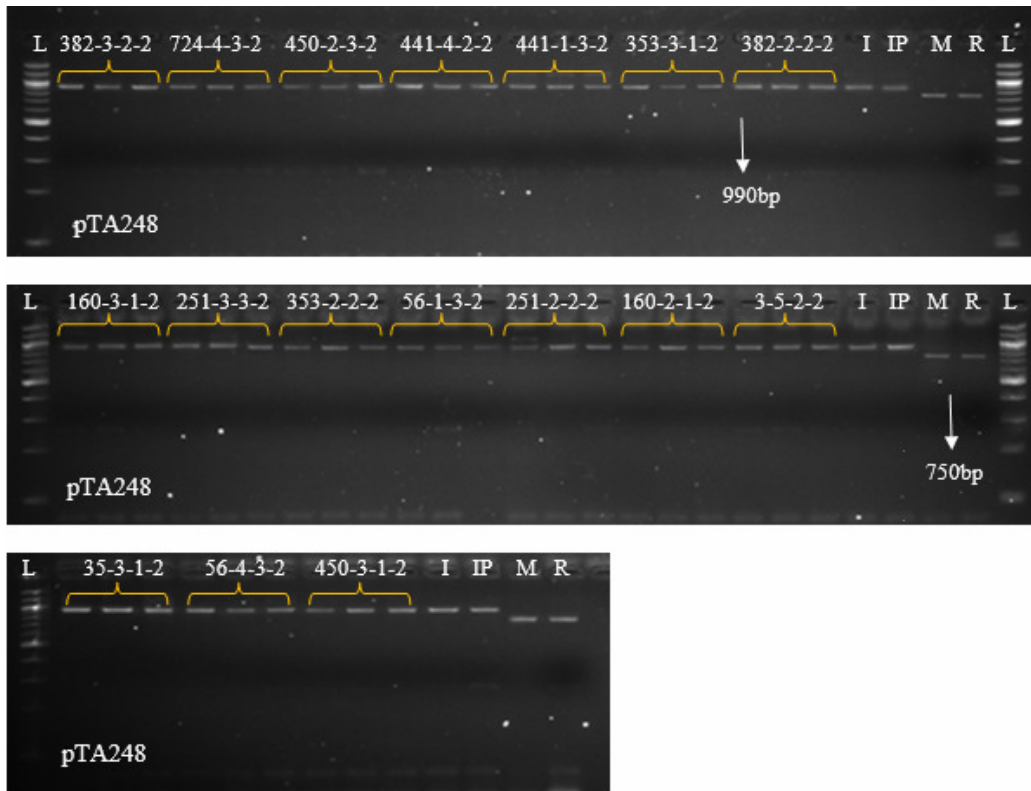 L 382-3-2-2 724-4-3-2 450-2-3-2 441-4-2-2 441-1-3-2 353-3-1-2 382-2-2-2 I IP M R L
990bp
pTA248
L 160-3-1-2 251-3-3-2 353-2-2-2 56-1-3-2 251-2-2-2 160-2-1-2 3-5-2-2 I IP M R L
750bp
pTA248
L 35-3-1-2 56-4-3-2 450-3-1-2 I IP M R
pTA248